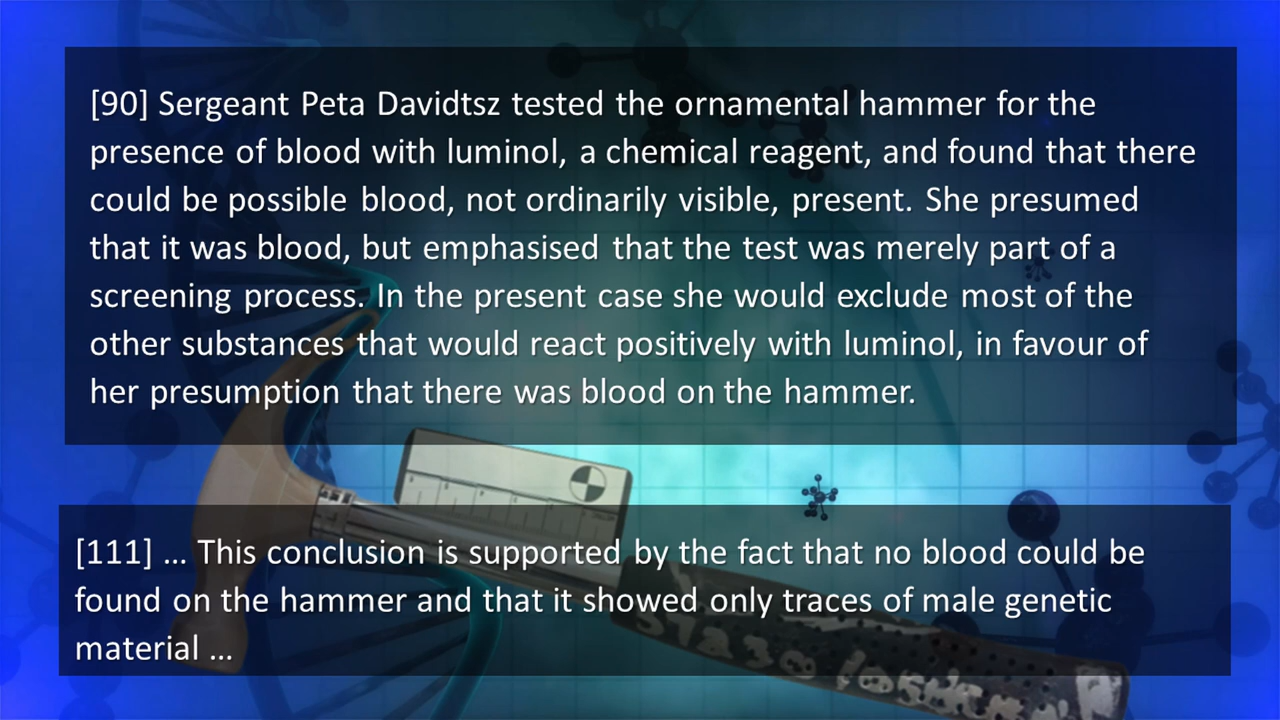 [90] Sergeant Peta Davidtsz tested the ornamental hammer for the
presence of blood with luminol, a chemical reagent, and found that there
could be possible blood, not ordinarily visible, present. She presumed
that it was blood, but emphasised that the test was merely part of a
screening process. In the present case she would exclude most of the
other substances that would react positively with luminol, in favour of
her presumption that there was blood on the hammer.
[111] ... This conclusion is supported by the fact that no blood could be
found on the hammer and that it showed only traces of male genetic
material ...